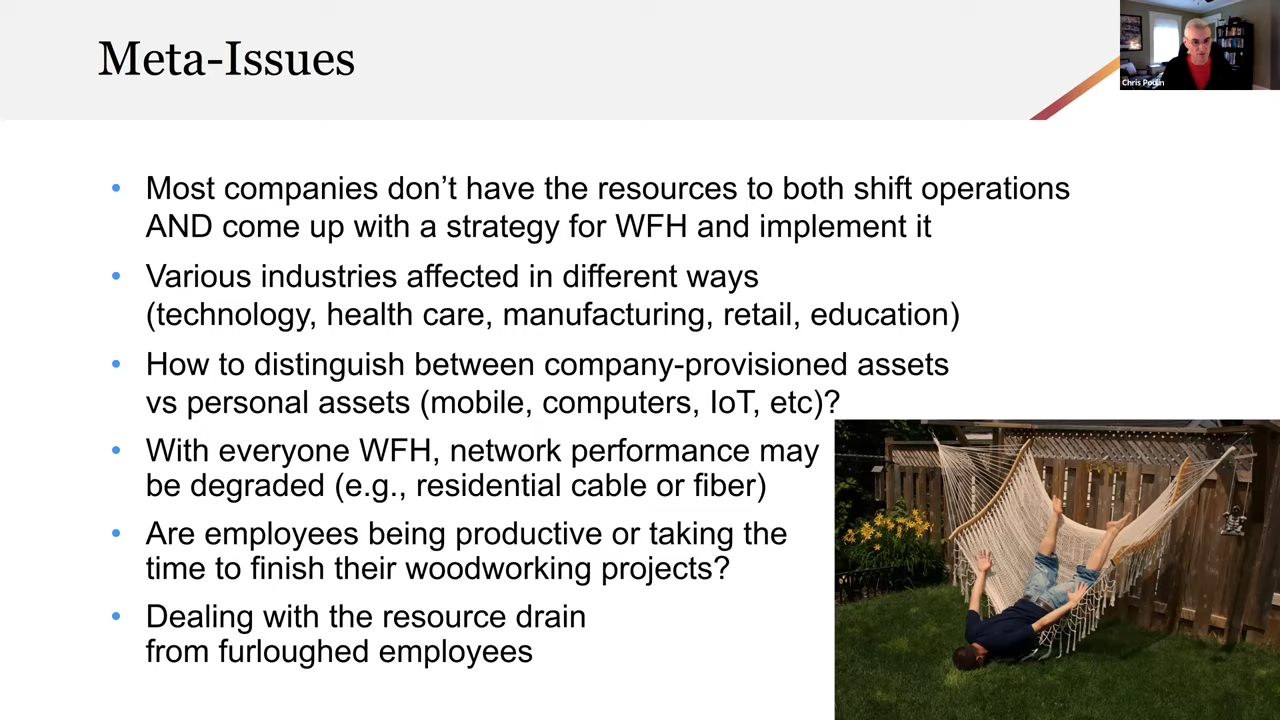 Meta-Issues
Chris Poulin
• Most companies don’t have the resources to both shift operations
AND come up with a strategy for WFH and implement it
• Various industries affected in different ways
(technology, health care, manufacturing, retail, education)
• How to distinguish between company-provisioned assets
vs personal assets (mobile, computers, IoT, etc)?
• With everyone WFH, network performance may
be degraded (e.g., residential cable or fiber)
• Are employees being productive or taking the
time to finish their woodworking projects?
• Dealing with the resource drain
from furloughed employees